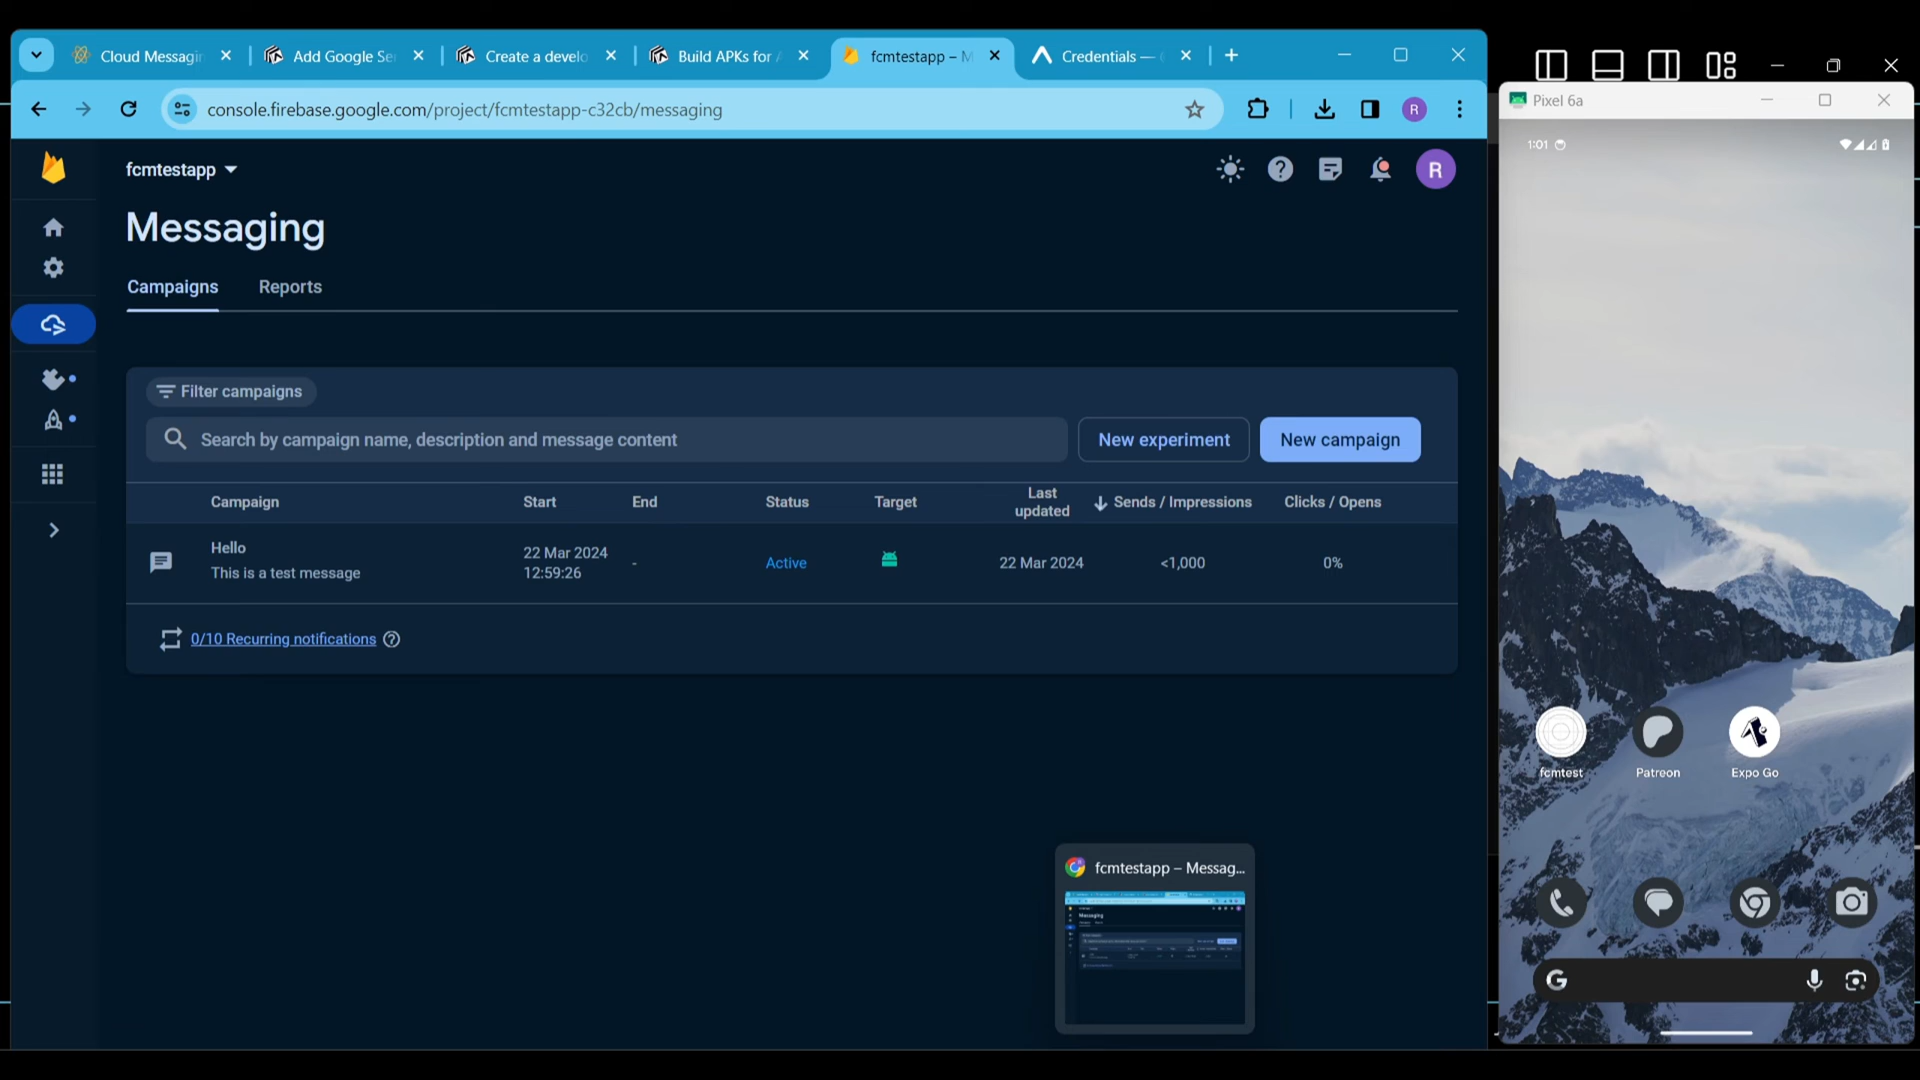 Cloud Messagin
Add Google Se
Create a develo
Build APKs for A
fcmtestapp – M
Credentials —
console.firebase.google.com/project/fcmtestapp-c32cb/messaging
R
fcmtestapp
R
Messaging
Campaigns
Reports
Filter campaigns
Search by campaign name, description and message content
New experiment
New campaign
Campaign
Start
End
Status
Target
Last
updated
Sends / Impressions
Clicks / Opens
Hello
This is a test message
22 Mar 2024
12:59:26
-
Active
22 Mar 2024
<1,000
0%
0/10 Recurring notifications
fcmtestapp – Messag...
Pixel 6a
1:01
fcmtest
Patreon
Expo Go